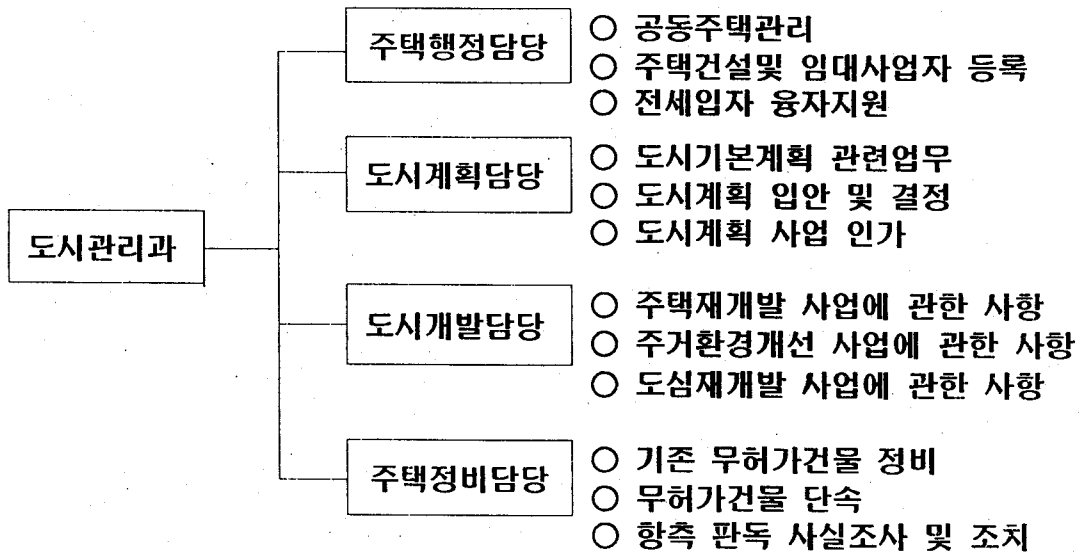 주택행정담당
○ 공동주택관리
○ 주택건설및 임대사업자 등록
○ 전세입자 융자지원
도시계획담당
○ 도시기본계획 관련업무
○ 도시계획 입안 및 결정
○ 도시계획 사업 인가
도시관리과
도시개발담당
○ 주택재개발 사업에 관한 사항
○ 주거환경개선 사업에 관한 사항
○ 도심재개발 사업에 관한 사항
주택정비담당
○ 기존 무허가건물 정비
○ 무허가건물 단속
○ 항측 판독 사실조사 및 조치